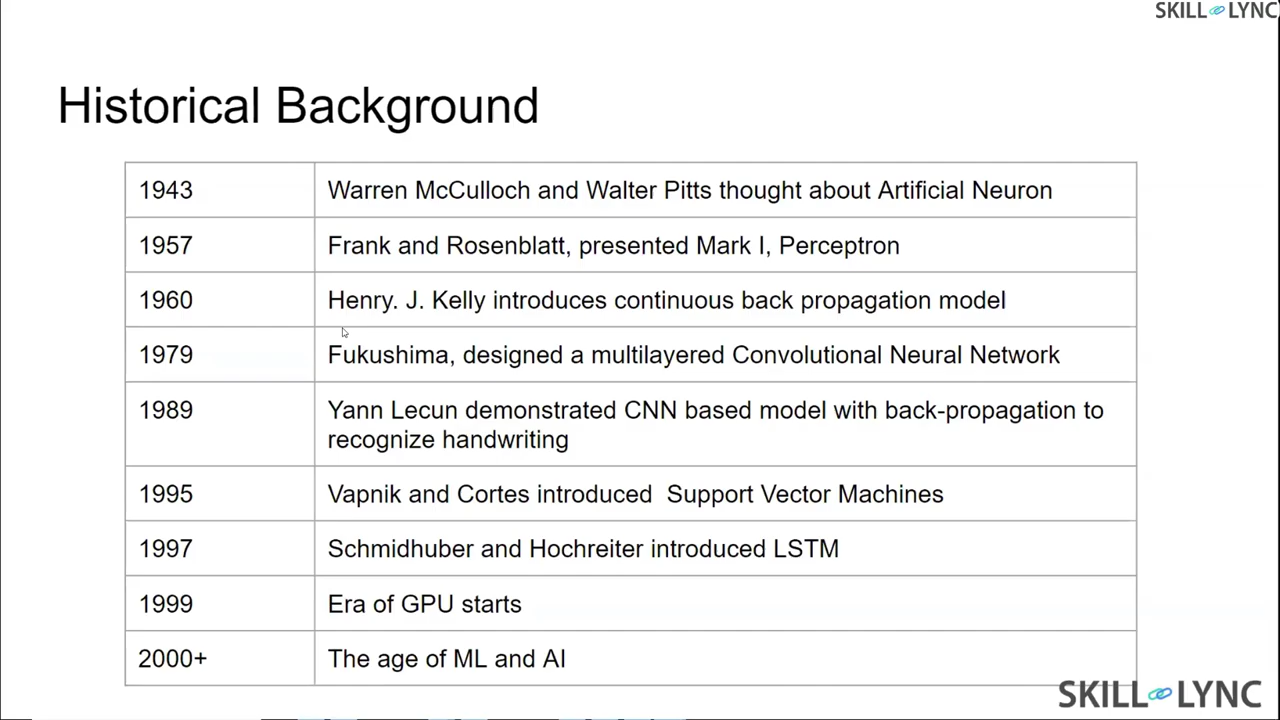 SKILL LYNC
Historical Background
1943 Warren McCulloch and Walter Pitts thought about Artificial Neuron
1957 Frank and Rosenblatt, presented Mark I, Perceptron
1960 Henry. J. Kelly introduces continuous back propagation model
1979 Fukushima, designed a multilayered Convolutional Neural Network
1989 Yann Lecun demonstrated CNN based model with back-propagation to
recognize handwriting
1995 Vapnik and Cortes introduced Support Vector Machines
1997 Schmidhuber and Hochreiter introduced LSTM
1999 Era of GPU starts
2000+ The age of ML and AI
SKILL LYNC